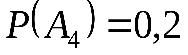 P(A₄) = 0,2